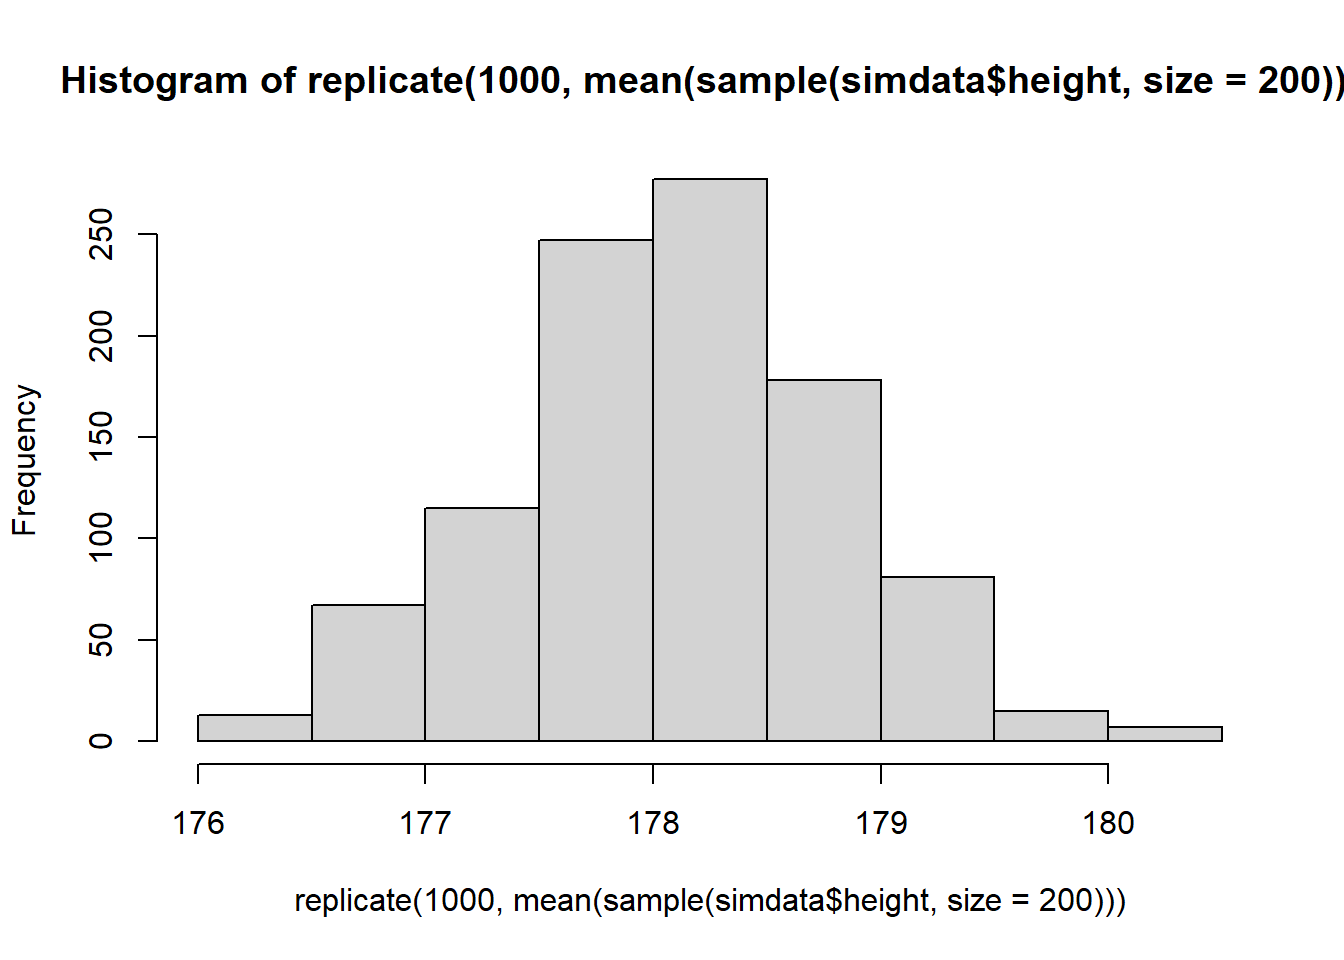 Histogram of replicate(1000, mean(sample(simdata$height, size = 200))
Frequency
250
200
150
100
50
0
176 177 178 179 180
replicate(1000, mean(sample(simdata$height, size = 200)))